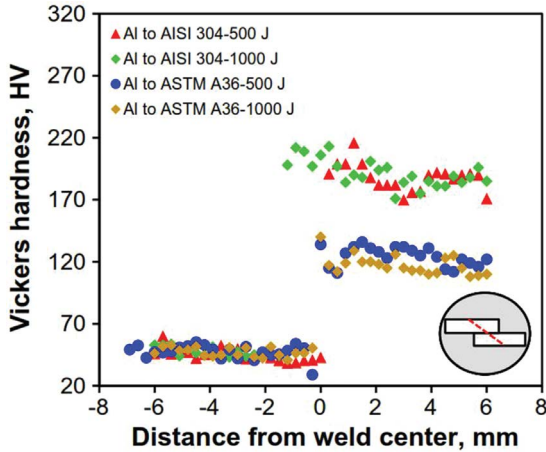 320
270
220
170
120
70
20
Vickers hardness, HV
Al to AISI 304-500 J
Al to AISI 304-1000 J
Al to ASTM A36-500 J
Al to ASTM A36-1000 J
-8 -6 -4 -2 0 2 4 6 8
Distance from weld center, mm